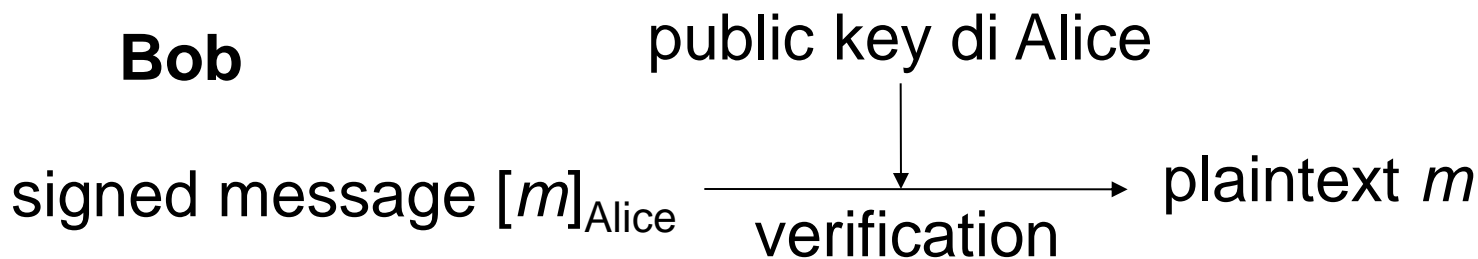 Bob
public key di Alice
signed message [m]Alice
plaintext m
verification